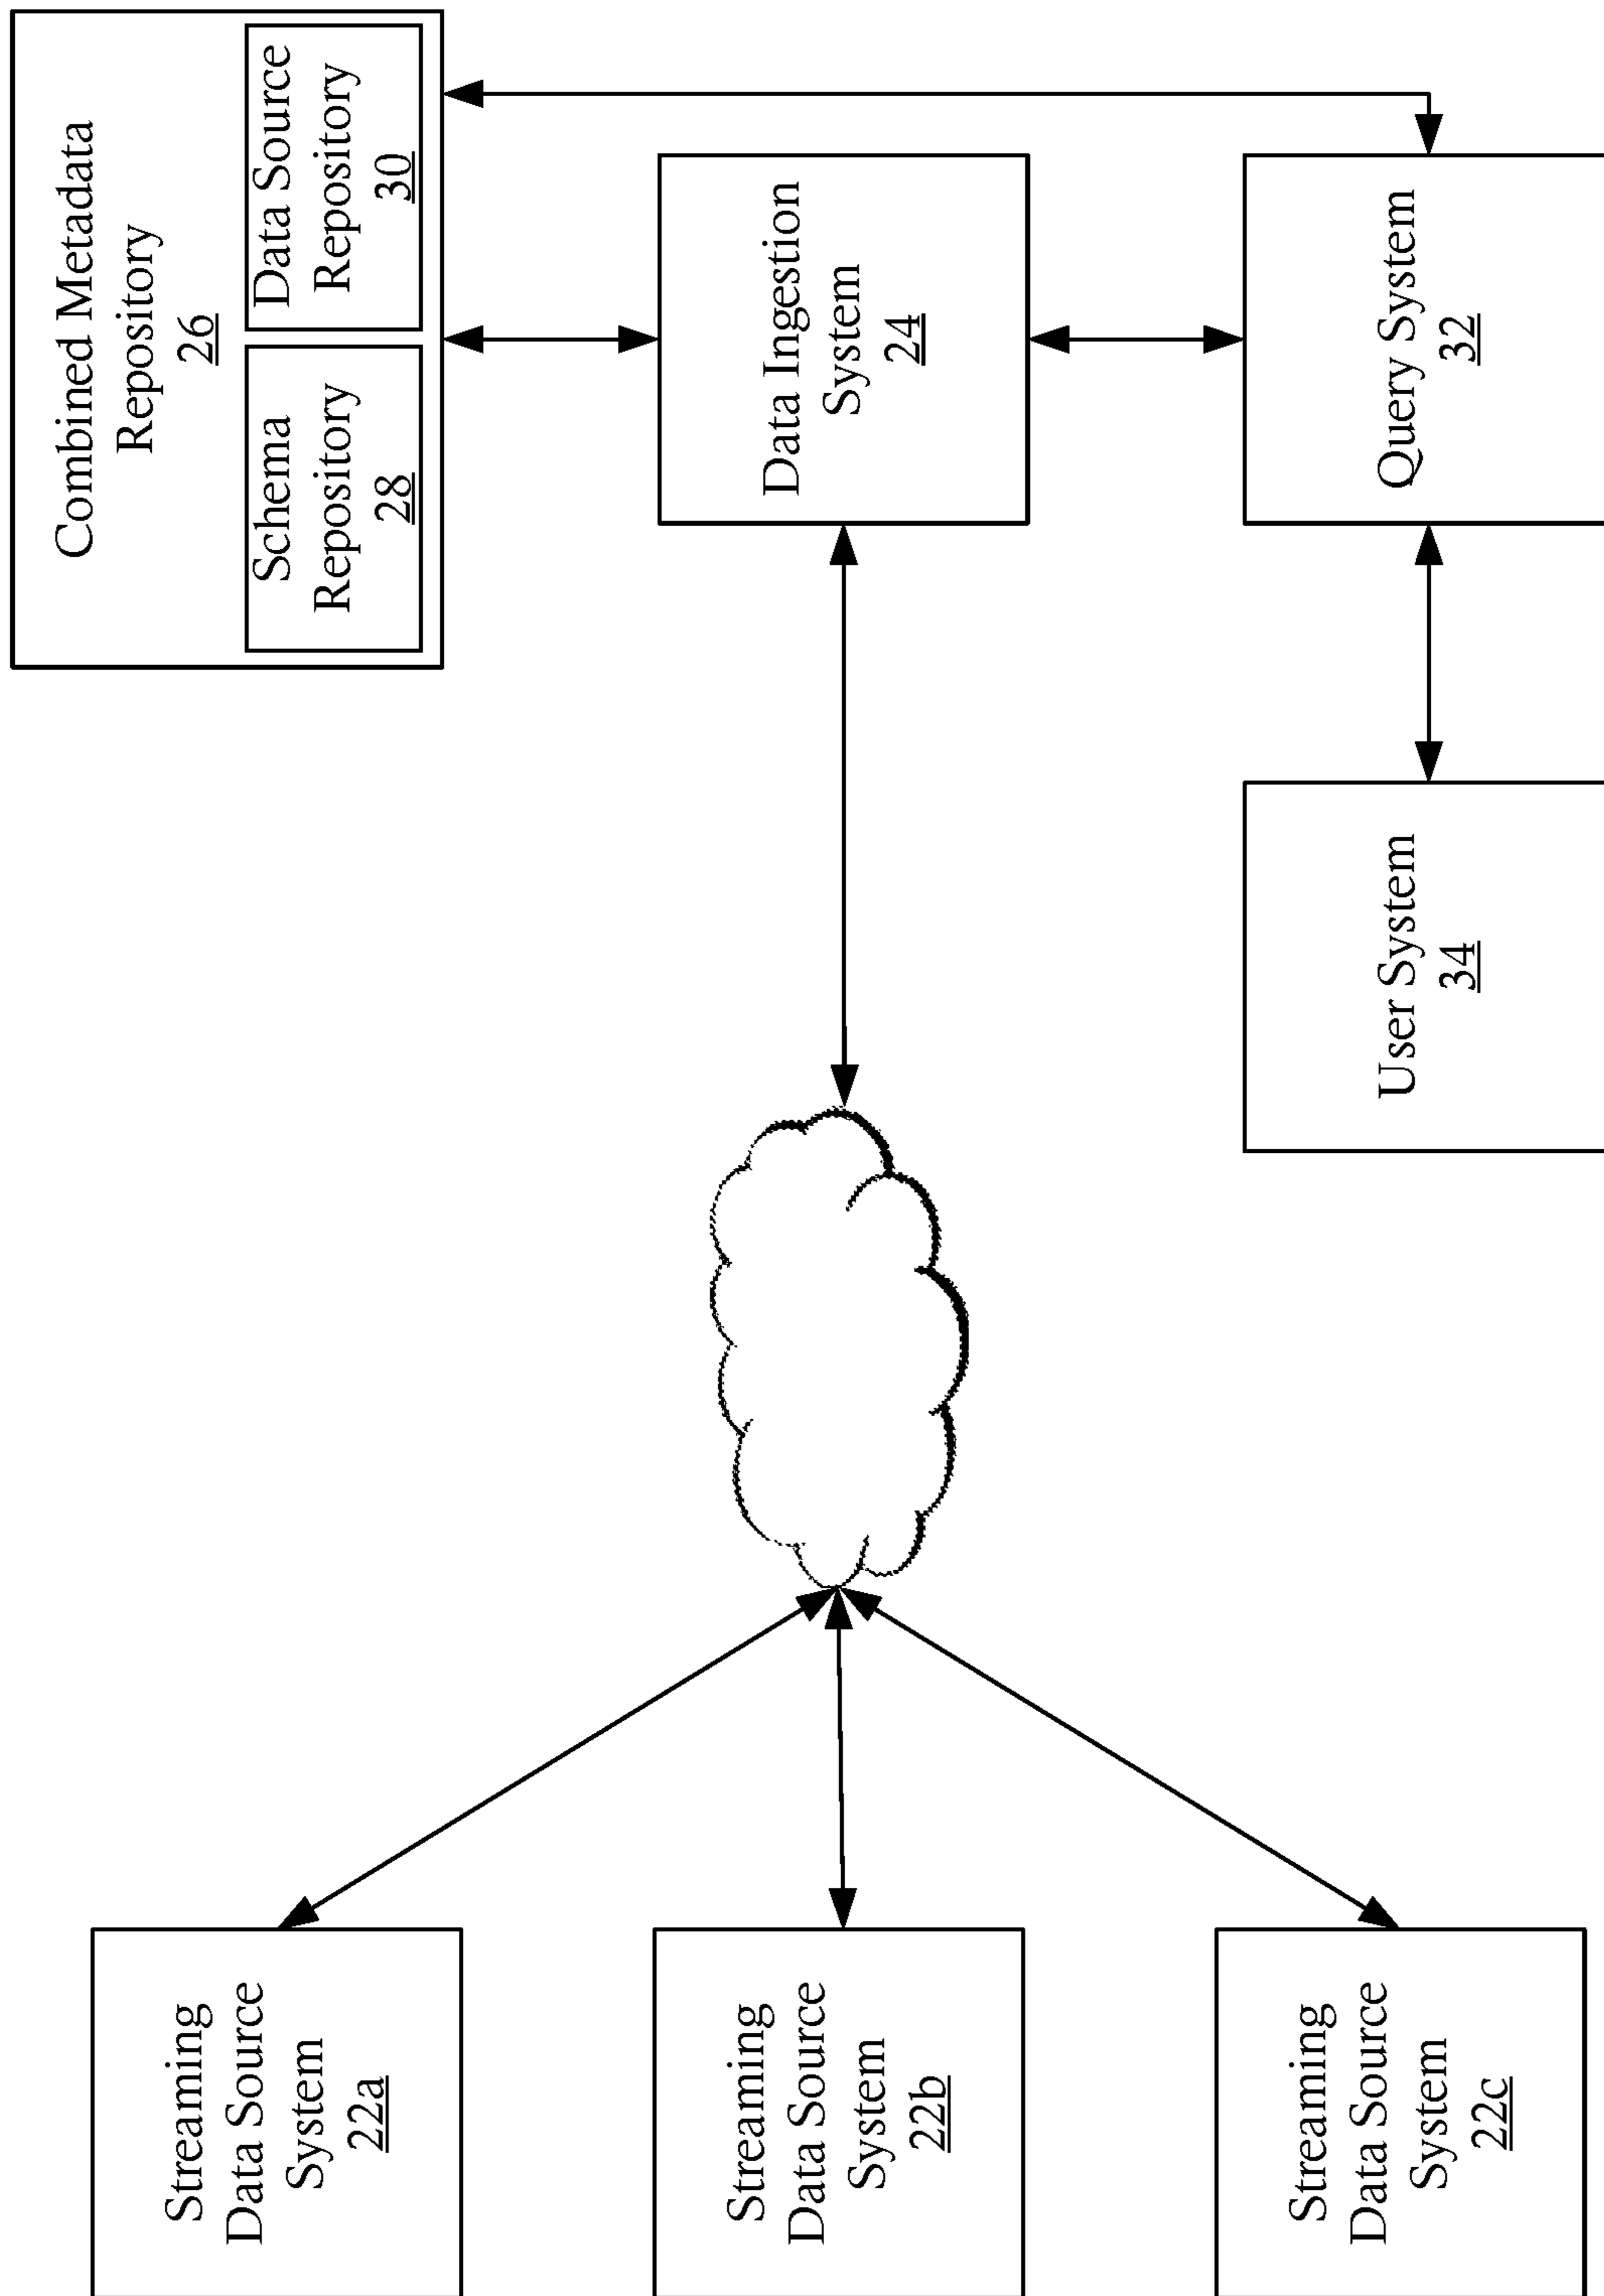 Combined Metadata
Repository
26
Schema
Repository
28
Data Source
Repository
30
Streaming
Data Source
System
22a
Streaming
Data Source
System
22b
Data Ingestion
System
24
Streaming
Data Source
System
22c
User System
34
Query System
32